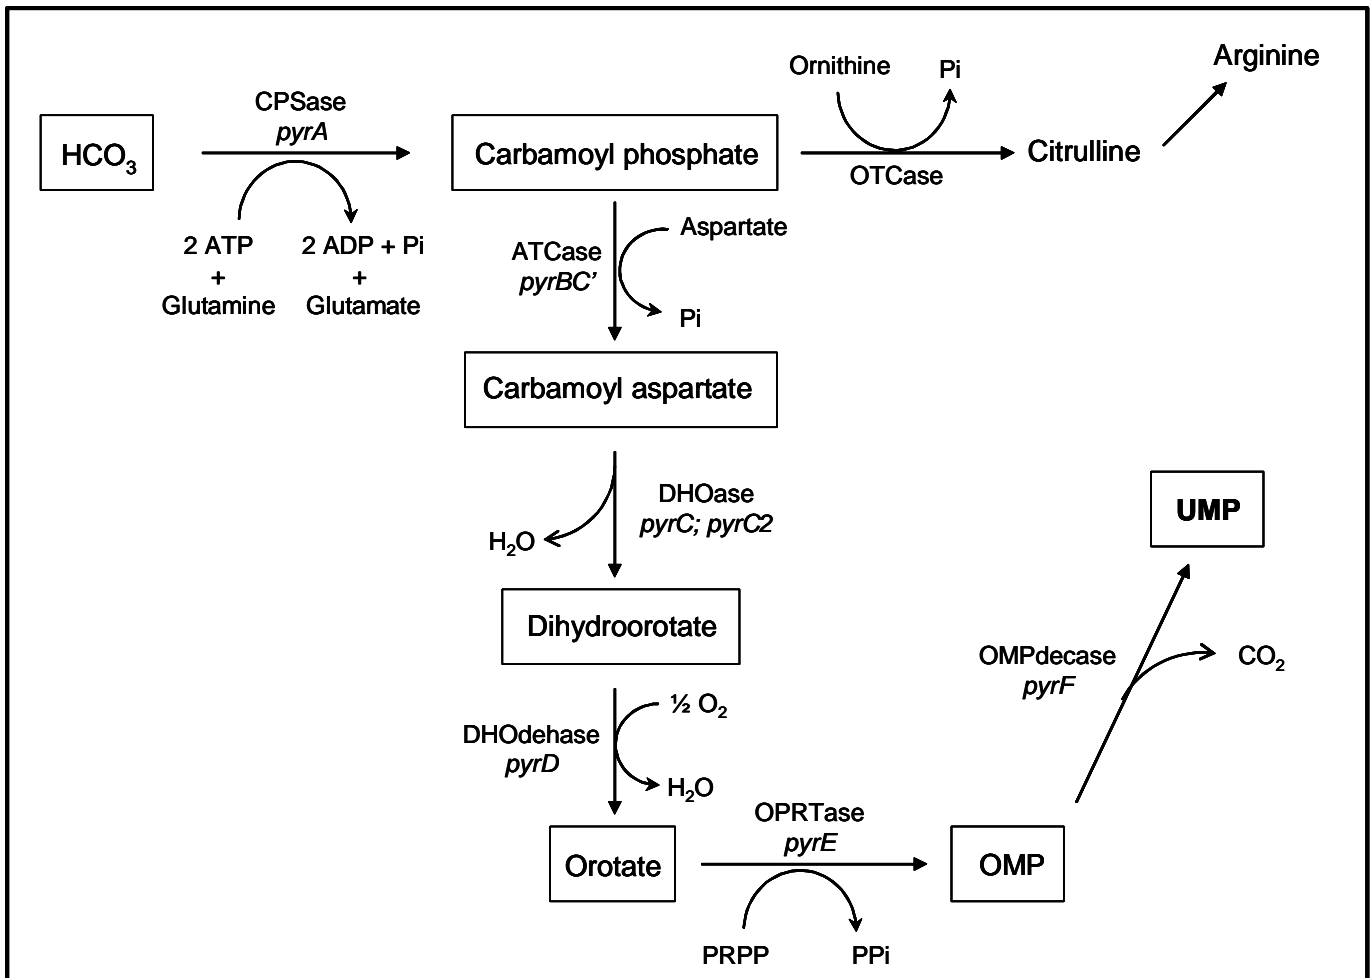 CPSase
pyrA
HCO3
2 ATP
+
Glutamine
2 ADP + Pi
+
Glutamate
Carbamoyl phosphate
Ornithine
Pi
OTCase
Citrulline
Arginine
ATCase
pyrBC’
Aspartate
Pi
Carbamoyl aspartate
DHOase
pyrC; pyrC2
H2O
Dihydroorotate
DHOdehase
pyrD
½ O2
H2O
Orotate
OPRTase
pyrE
PRPP
PPi
OMP
OMPdecase
pyrF
CO2
UMP